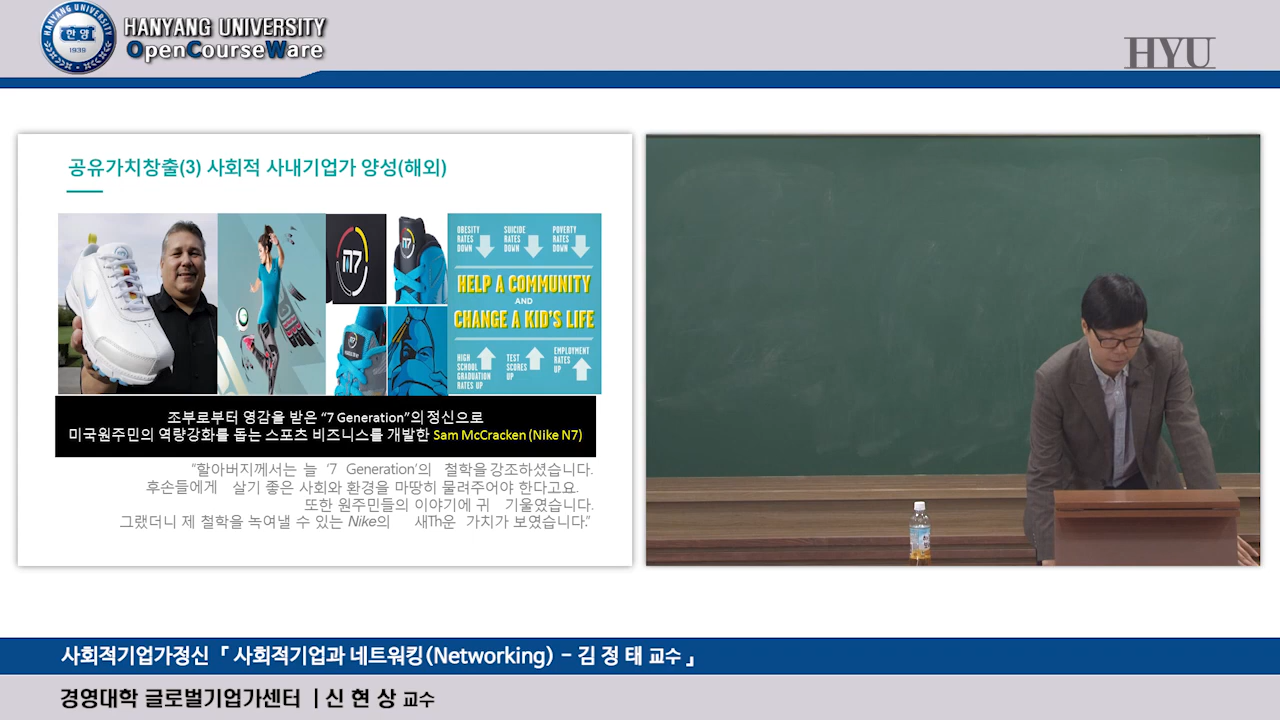 HANYANG UNIVERSITY
한양
1939
HANYANG UNIVERSITY
OpenCourseWare
HYU
공유가치창출(3) 사회적 사내기업가 양성(해외)
N7
N7
OBESITY RATES DOWN
SUICIDE RATES DOWN
POVERTY RATES DOWN
HELP A COMMUNITY
AND
CHANGE A KID'S LIFE
HIGH SCHOOL GRADUATION RATES UP
TEST SCORES UP
EMPLOYMENT RATES UP
조부로부터 영감을 받은 “7 Generation”의 정신으로
미국원주민의 역량강화를 돕는 스포츠 비즈니스를 개발한 Sam McCracken (Nike N7)
“할아버지께서는 늘 ‘7 Generation’의 철학을 강조하셨습니다.
후손들에게 살기 좋은 사회와 환경을 마땅히 물려주어야 한다고요.
또한 원주민들의 이야기에 귀 기울였습니다.
그랬더니 제 철학을 녹여낼 수 있는 Nike의 새Th운 가치가 보였습니다.”
사회적기업가정신 『 사회적기업과 네트워킹(Networking) - 김 정 태 교수 』
경영대학 글로벌기업가센터 | 신 현 상 교수